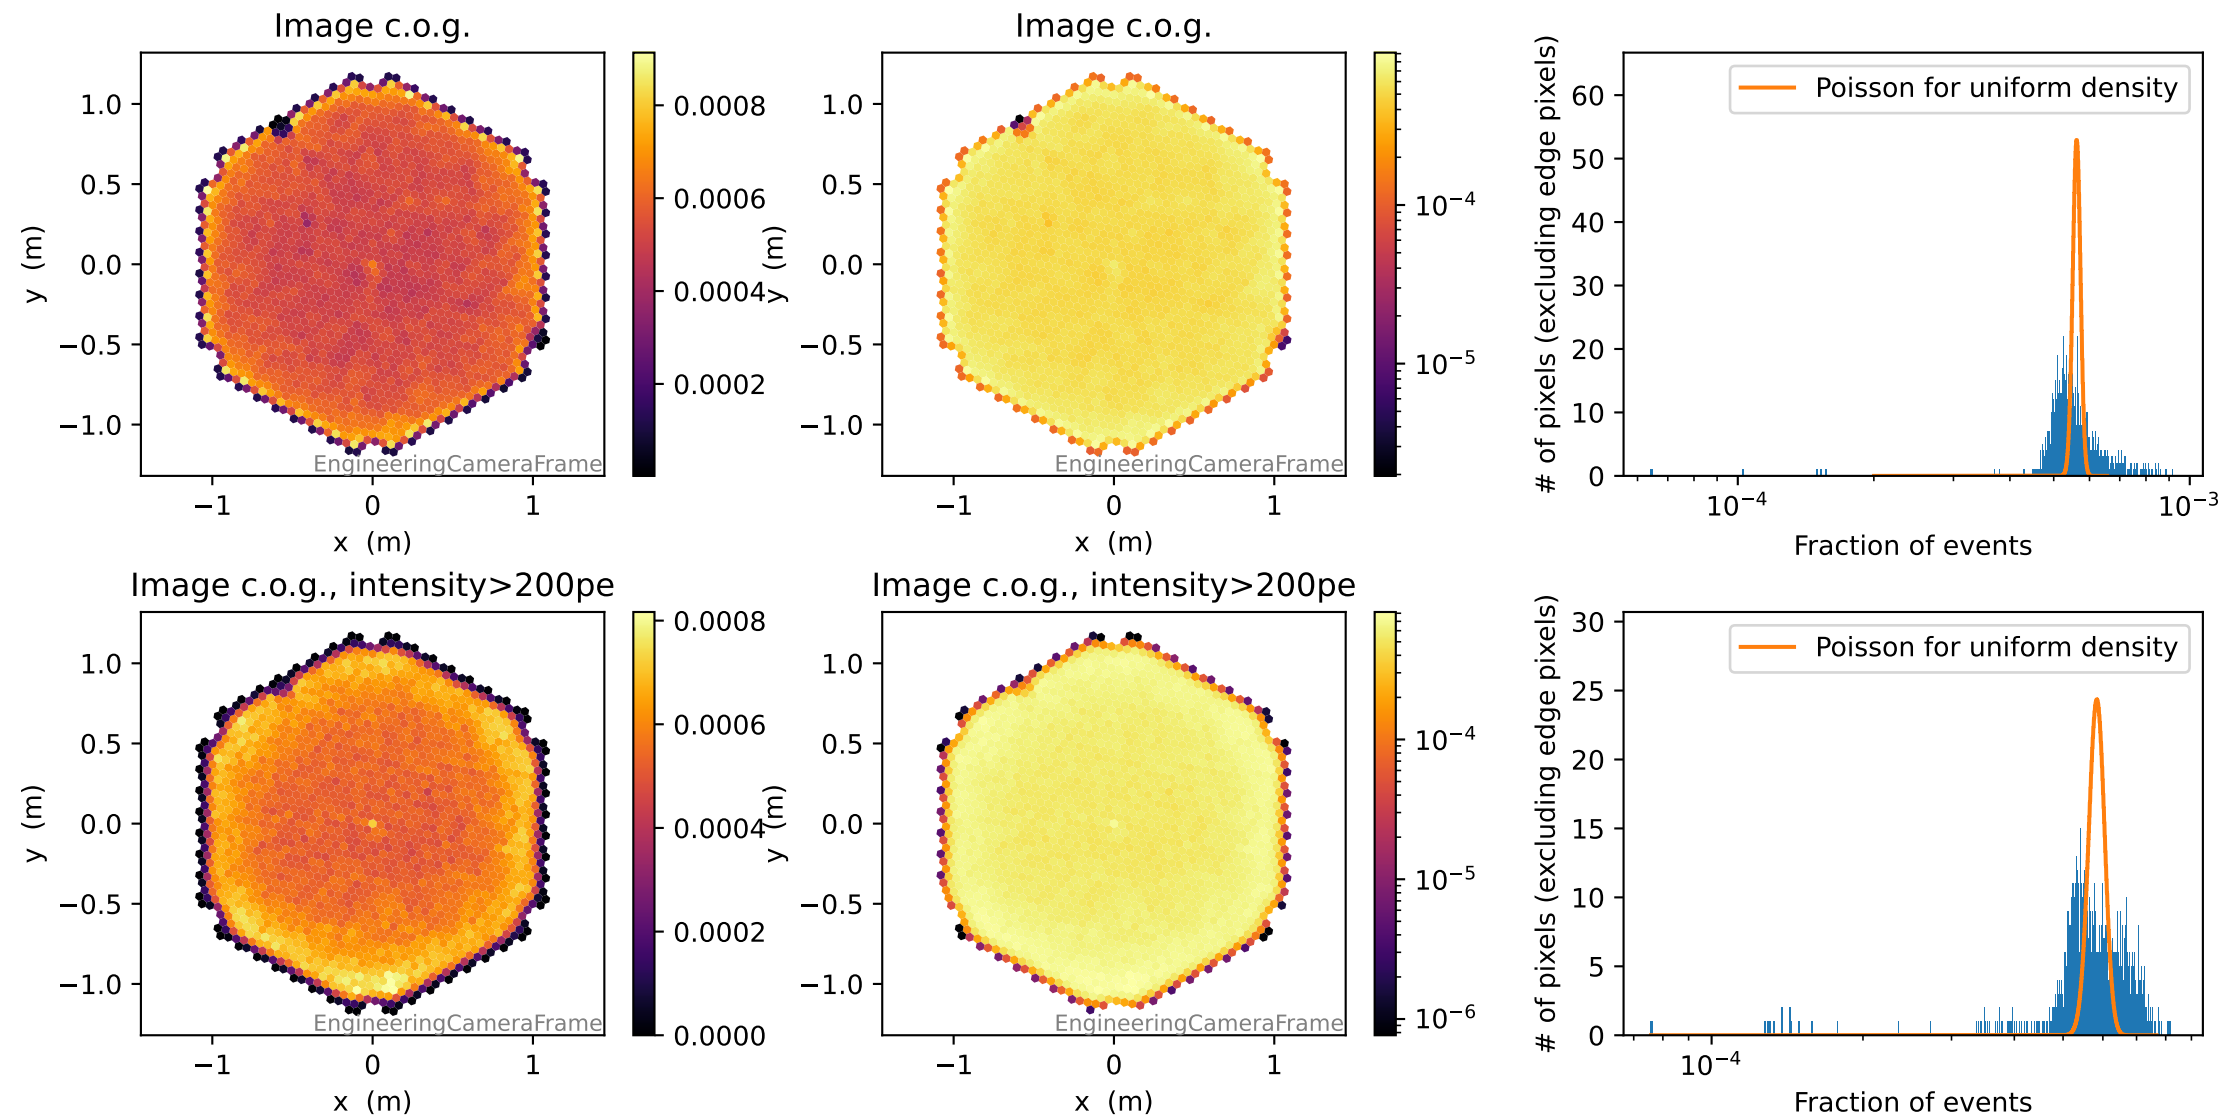 Image c.o.g.
1.0
0.5
0.0
−0.5
−1.0
y (m)
−1
0
1
x (m)
EngineeringCameraFrame
0.0008
0.0006
0.0004
0.0002
Image c.o.g.
1.0
0.5
0.0
−0.5
−1.0
y (m)
−1
0
1
x (m)
EngineeringCameraFrame
10⁻⁴
10⁻⁵
Poisson for uniform density
60
50
40
30
20
10
0
# of pixels (excluding edge pixels)
10⁻⁴
10⁻³
Fraction of events
Image c.o.g., intensity>200pe
1.0
0.5
0.0
−0.5
−1.0
y (m)
−1
0
1
x (m)
EngineeringCameraFrame
0.0008
0.0006
0.0004
0.0002
0.0000
Image c.o.g., intensity>200pe
1.0
0.5
0.0
−0.5
−1.0
y (m)
−1
0
1
x (m)
EngineeringCameraFrame
10⁻⁴
10⁻⁵
10⁻⁶
Poisson for uniform density
30
25
20
15
10
5
0
# of pixels (excluding edge pixels)
10⁻⁴
Fraction of events